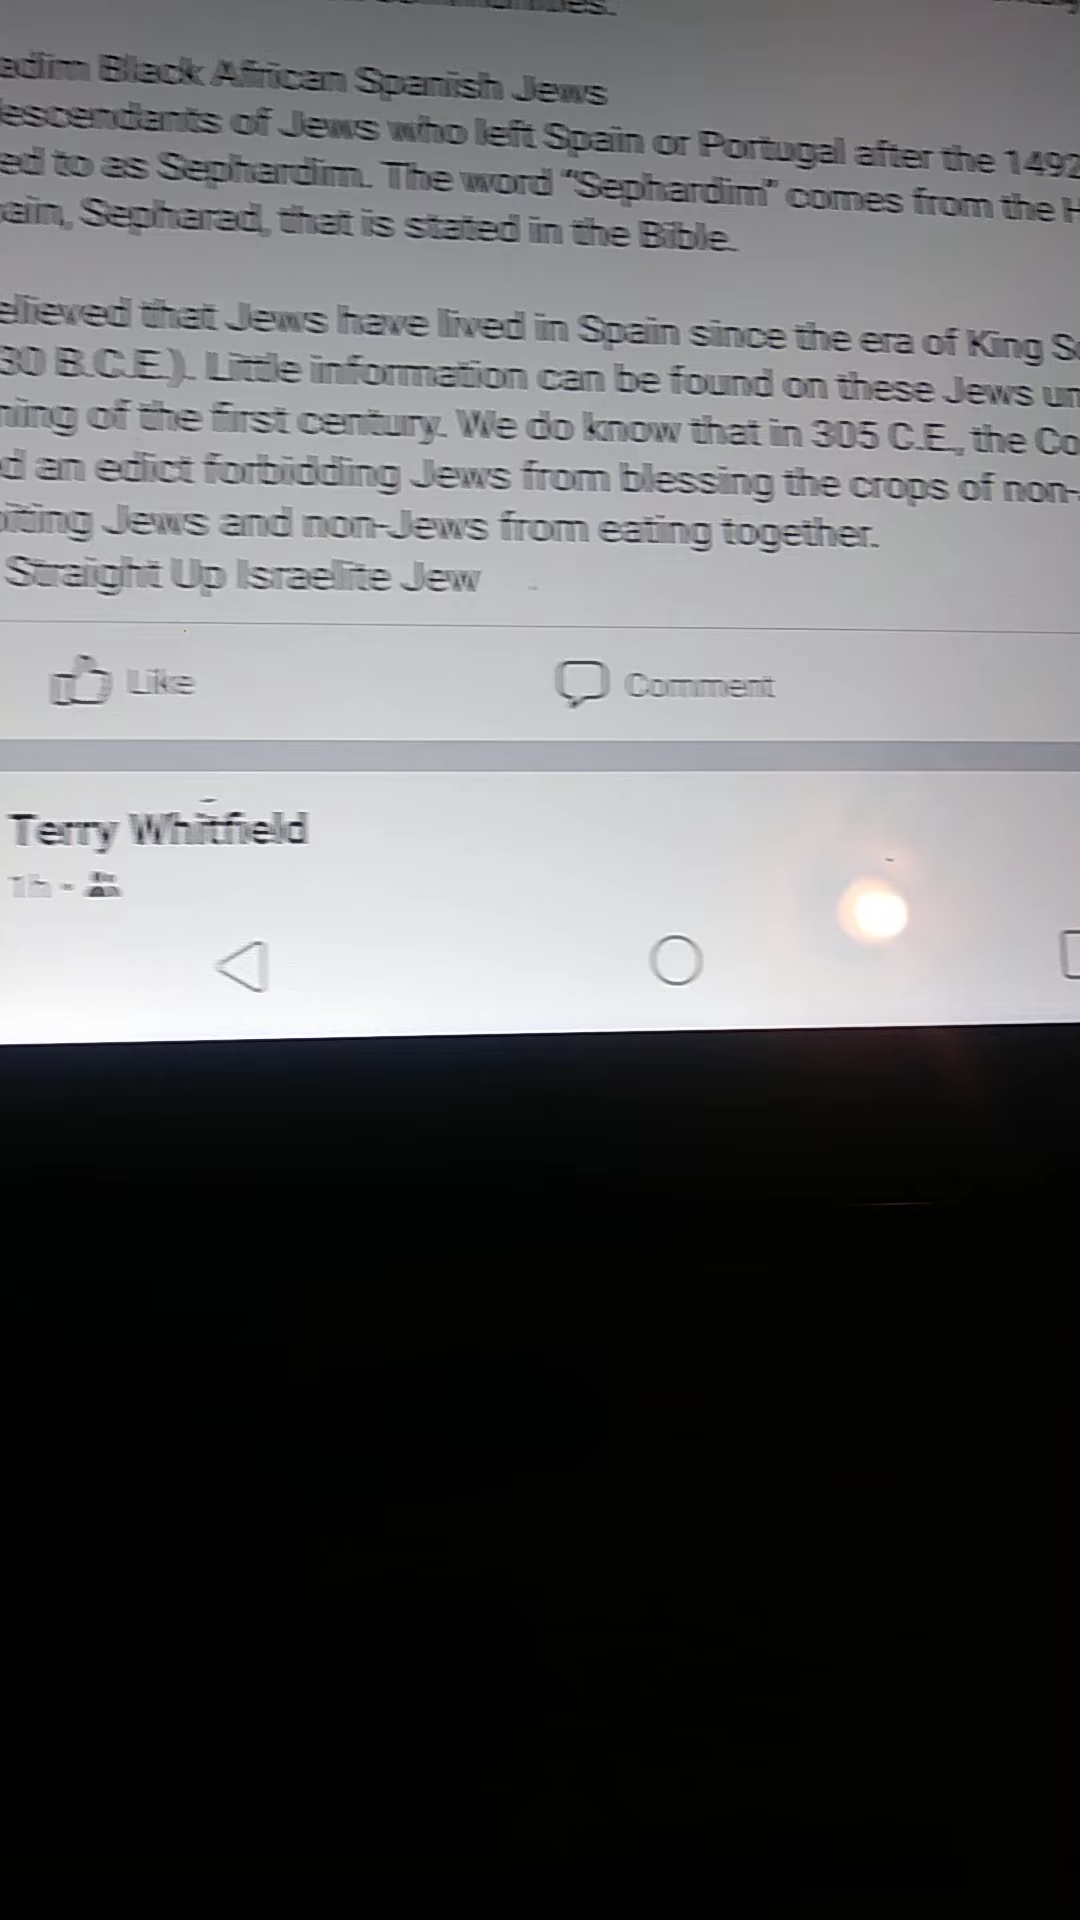 adim Black African Spanish Jews
escendants of Jews who left Spain or Portugal after the 1492
ed to as Sephardim. The word "Sephardim" comes from the H
ain, Sepharad, that is stated in the Bible.
elieved that Jews have lived in Spain since the era of King So
30 B.C.E.). Little information can be found on these Jews un
ning of the first century. We do know that in 305 C.E., the Co
d an edict forbidding Jews from blessing the crops of non-
iting Jews and non-Jews from eating together.
Straight Up Israelite Jew
Like
Comment
Terry Whitfield
1h